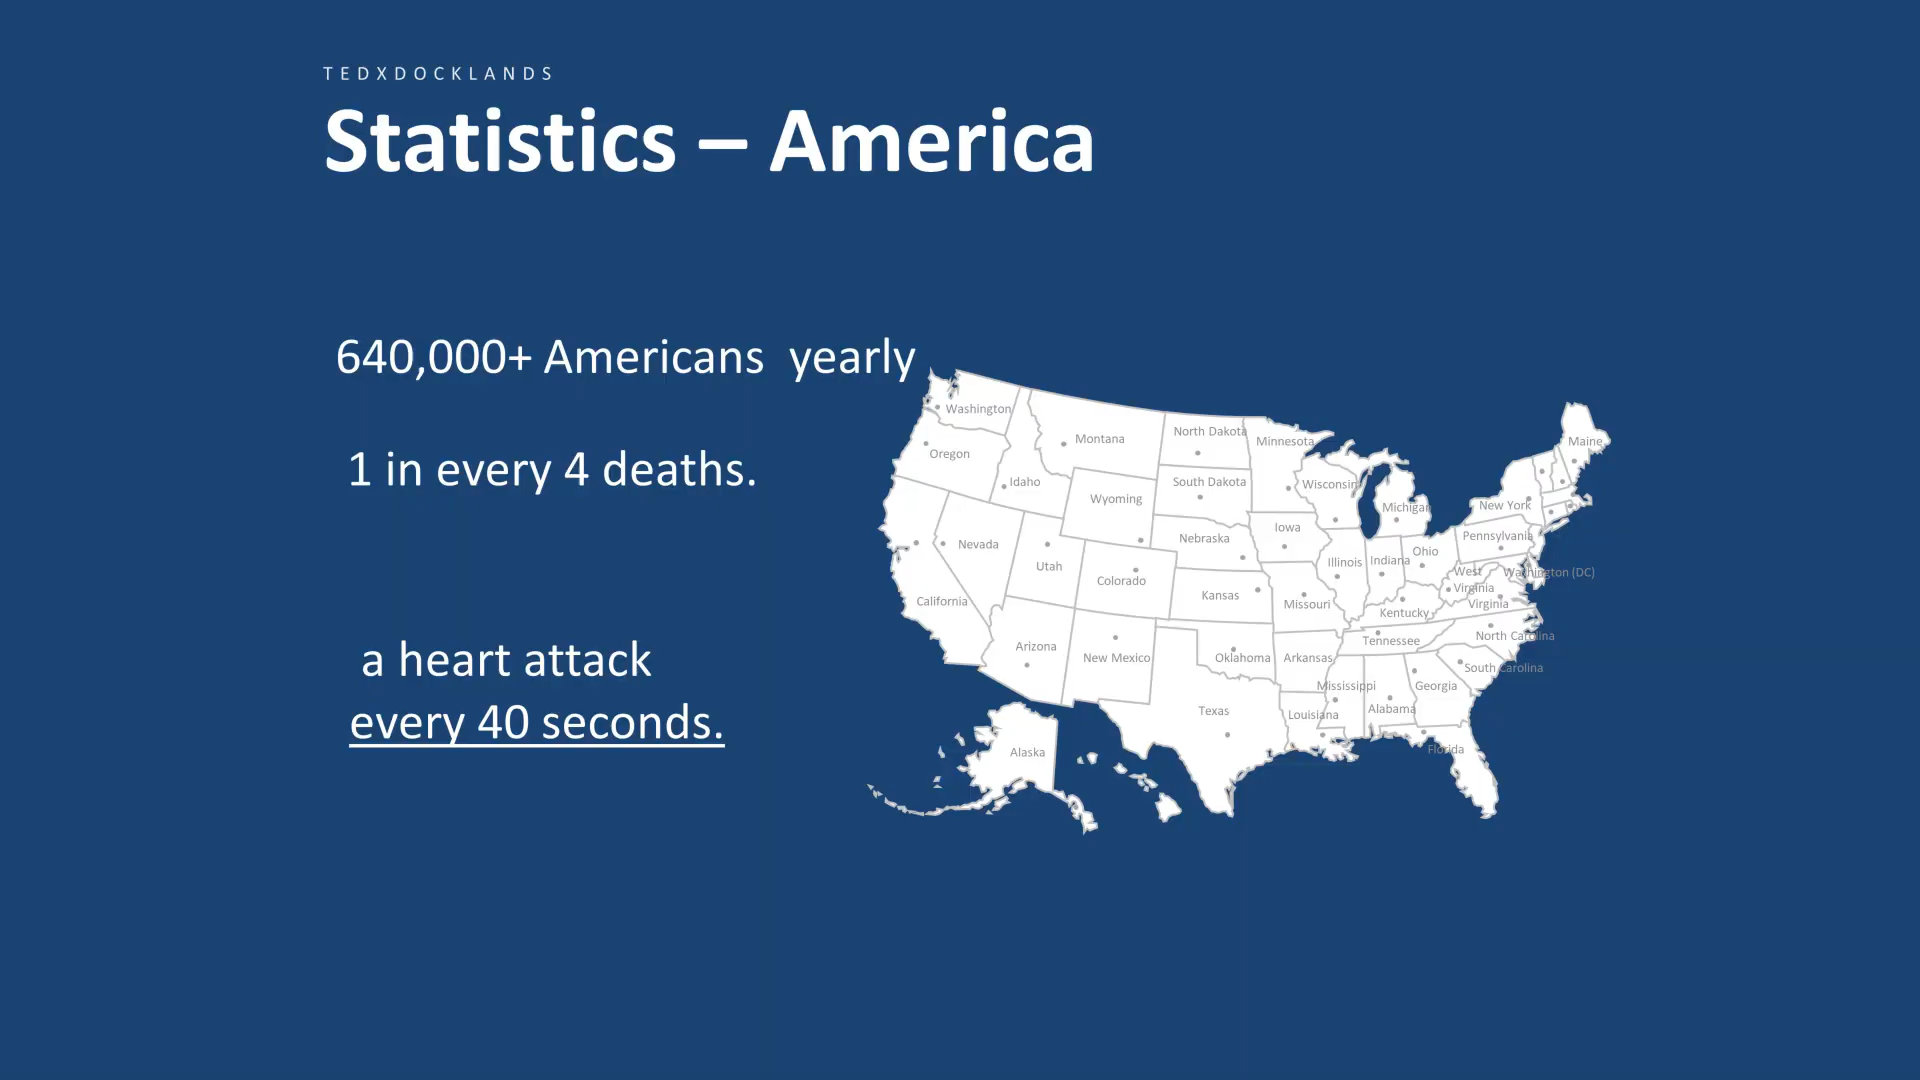 TEDXDOCKLANDS
Statistics – America
640,000+ Americans yearly
1 in every 4 deaths.
a heart attack
every 40 seconds.
Washington
Oregon
Idaho
Montana
North Dakota
Minnesota
Wisconsin
Michigan
Maine
New York
South Dakota
Wyoming
Iowa
Nebraska
Nevada
Utah
Colorado
California
Kansas
Missouri
Illinois
Indiana
Ohio
Pennsylvania
West
Virginia
Washington (DC)
Virginia
Kentucky
North Carolina
Tennessee
South Carolina
Arizona
New Mexico
Oklahoma
Arkansas
Mississippi
Georgia
Alabama
Louisiana
Texas
Florida
Alaska